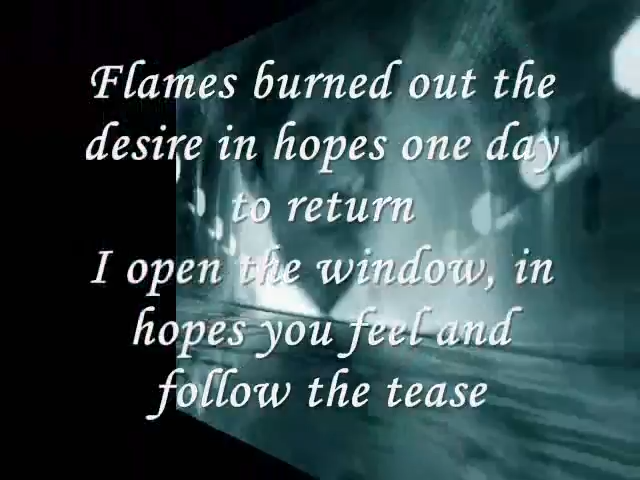 Flames burned out the
desire in hopes one day
to return
I open the window, in
hopes you feel and
follow the tease